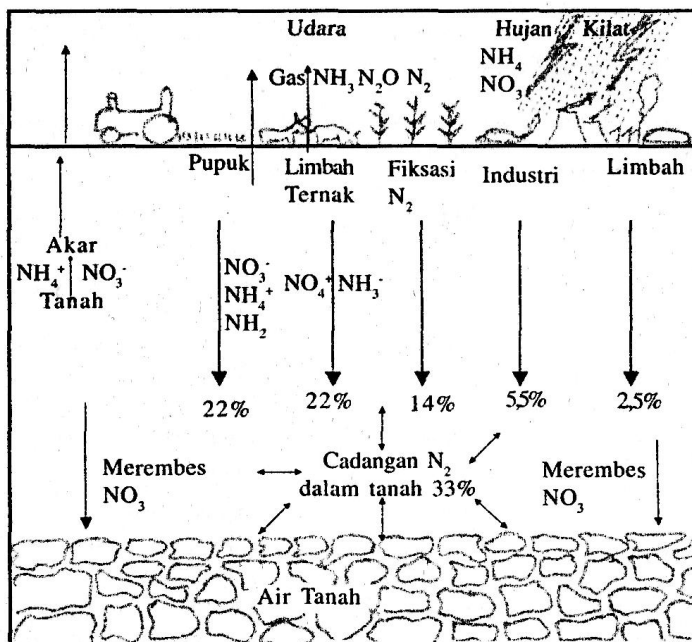 Udara
Hujan Kilat
NH₄
NO₃
Gas NH₃ N₂O N₂
Pupuk
Limbah
Ternak
Fiksasi
N₂
Industri
Limbah
Akar
NH₄⁺ NO₃⁻
Tanah
NO₃⁻
NH₄⁺
NH₂
NO₄⁺ NH₃⁻
22%
22%
14%
55%
2,5%
Merembes
NO₃
Cadangan N₂
dalam tanah 33%
Merembes
NO₃
Air Tanah